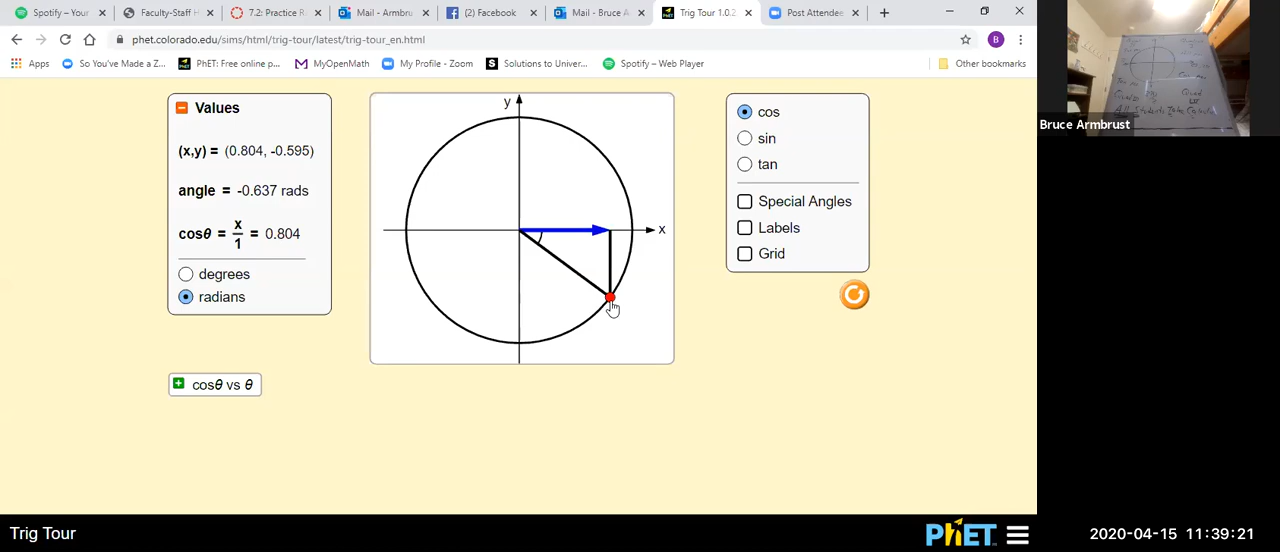 Spotify – Your
Faculty-Staff H
7.2: Practice R
Mail - Armbru
(2) Facebook
Mail - Bruce A
Trig Tour 1.0.2
Post Attendee
phet.colorado.edu/sims/html/trig-tour/latest/trig-tour_en.html
B
Apps
So You've Made a Z...
PhET: Free online p...
MyOpenMath
My Profile - Zoom
Solutions to Univer...
Spotify – Web Player
Other bookmarks
Bruce Armbrust
Values
(x,y) = (0.804, -0.595)
angle = -0.637 rads
cosθ = x/1 = 0.804
degrees
radians
cosθ vs θ
y
x
cos
sin
tan
Special Angles
Labels
Grid
Trig Tour
PhET
2020-04-15 11:39:21